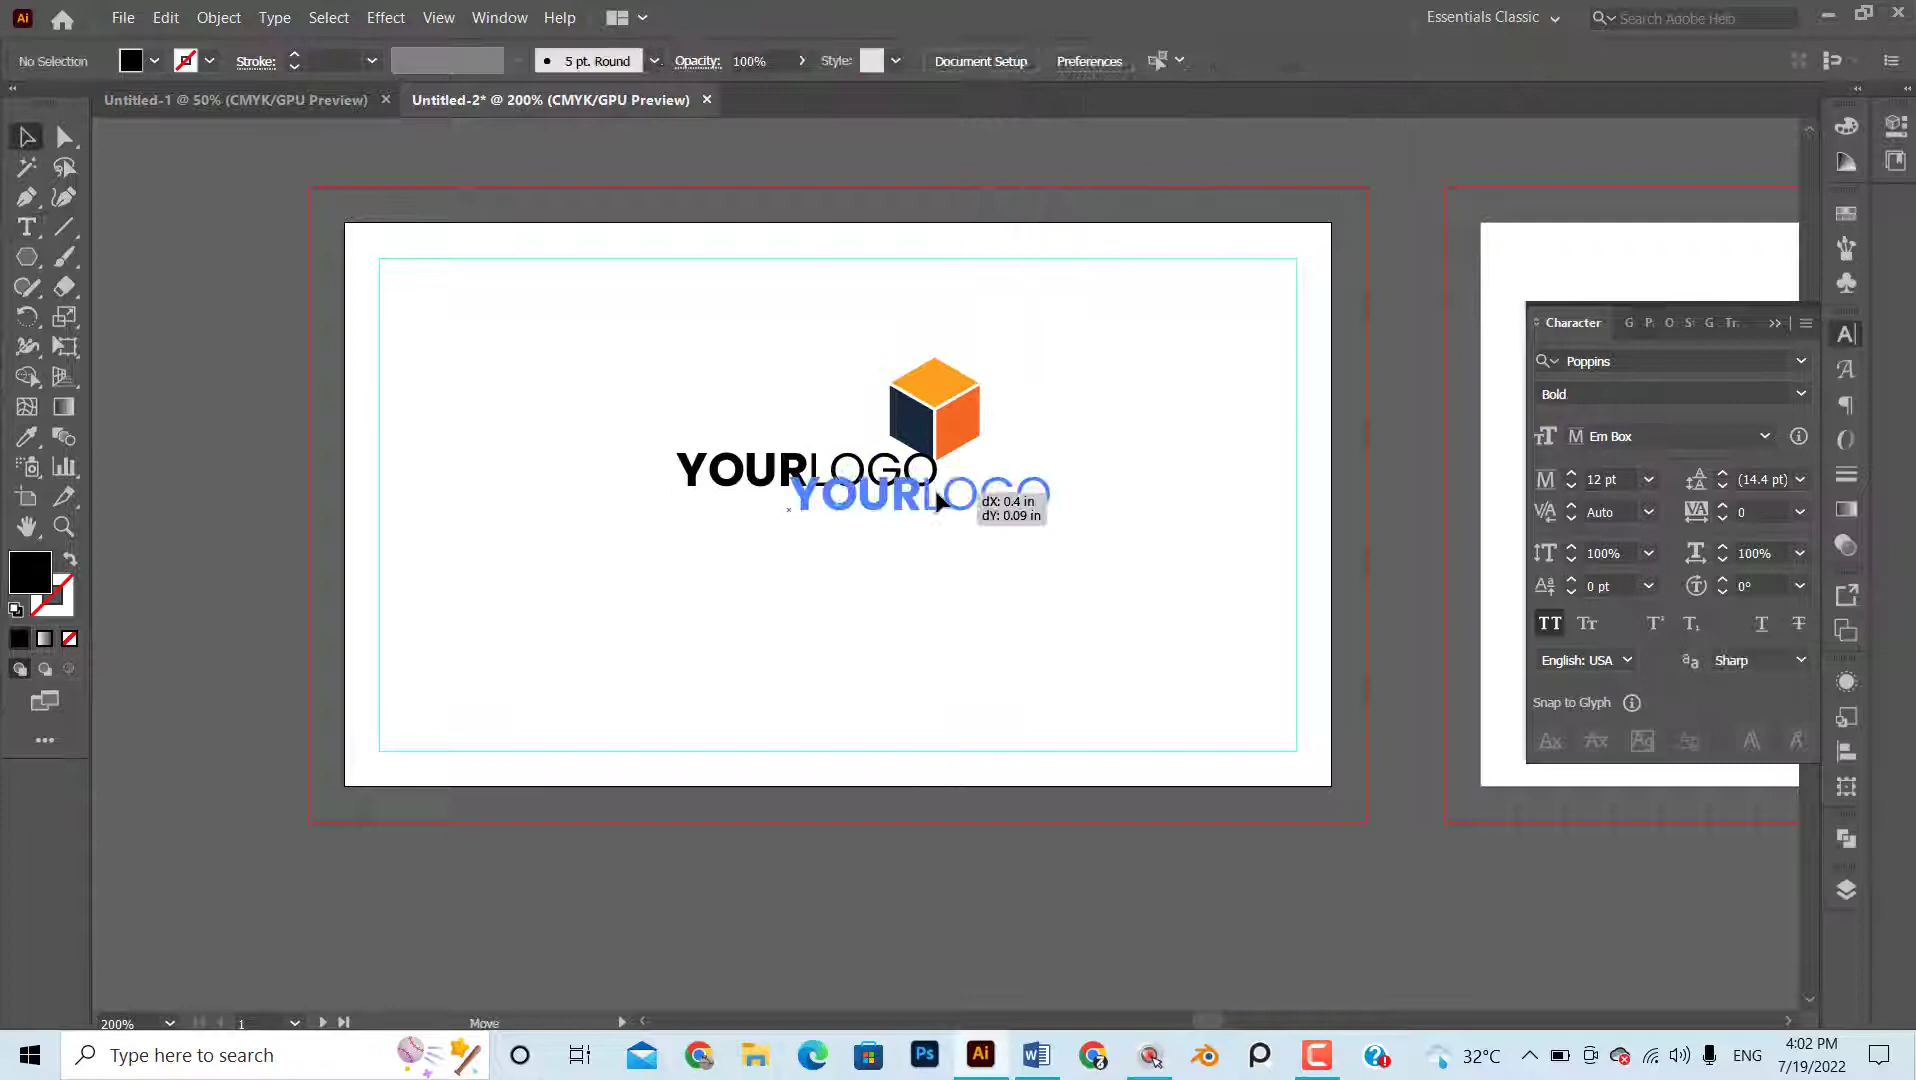 Ai File Edit Object Type Select Effect View Window Help Essentials Classic Search Adobe Help
No Selection Stroke: 5 pt. Round Opacity: 100% Style: Document Setup Preferences
Untitled-1 @ 50% (CMYK/GPU Preview) × Untitled-2* @ 200% (CMYK/GPU Preview) ×
Character G O
Poppins
Bold
Em Box
12 pt (14.4 pt)
Auto 0
100% 100%
0 pt 0°
English: USA Sharp
Snap to Glyph
YOURLOGO
YOURLOGO
dX: 0.4 in
dY: 0.09 in
200% 1 Move
Type here to search Ps Ai 32°C ENG 4:02 PM
7/19/2022